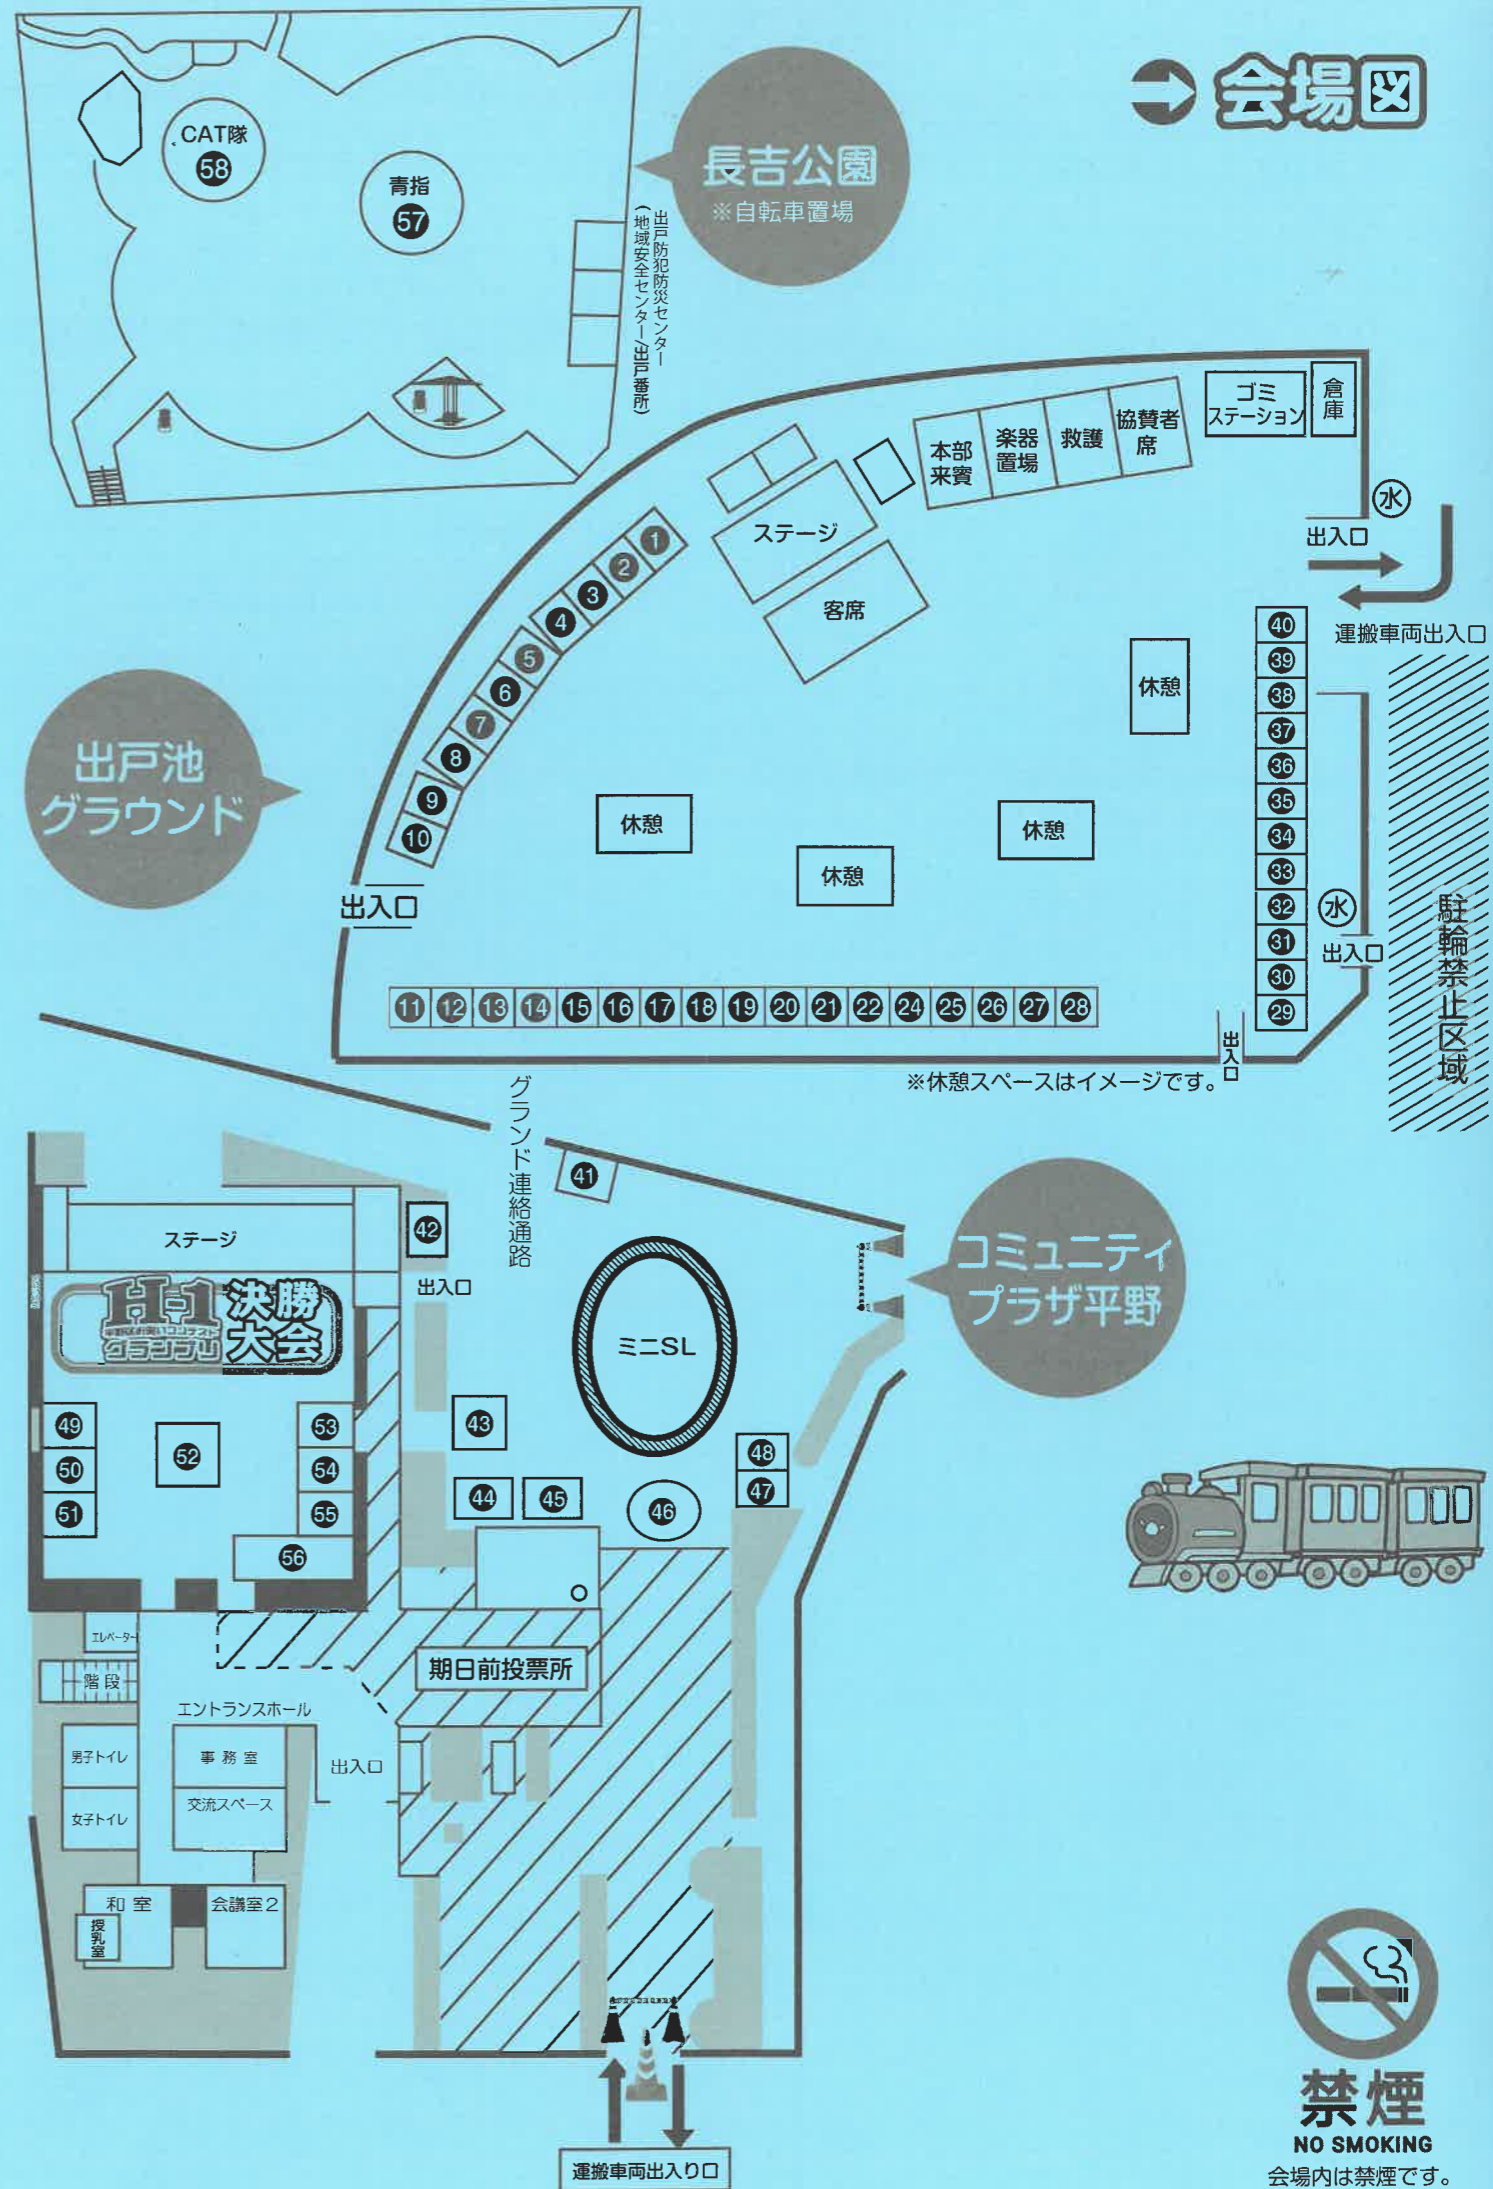 会場図
CAT隊
58
青指
57
長吉公園
※自転車置場
出戸防犯防災センター
(地域安全センター/出戸番所)
ゴミ
ステーション
倉庫
本部
来賓
楽器
置場
救護
協賛者
席
ステージ
客席
水
出入口
運搬車両出入口
1
2
3
4
5
6
7
8
9
10
出戸池
グラウンド
出入口
休憩
休憩
休憩
休憩
40
39
38
37
36
35
34
33
32
31
30
29
水
出入口
駐輪禁止区域
11 12 13 14 15 16 17 18 19 20 21 22 24 25 26 27 28
出入口
※休憩スペースはイメージです。
グランド連絡通路
41
42
出入口
ステージ
H-1
グランプリ
決勝
大会
ミニSL
コミュニティ
プラザ平野
43
44
45
46
48
47
49
50
51
52
53
54
55
56
エレベーター
階段
エントランスホール
期日前投票所
男子トイレ
女子トイレ
事務室
交流スペース
出入口
和室
授乳室
会議室2
運搬車両出入り口
禁煙
NO SMOKING
会場内は禁煙です。